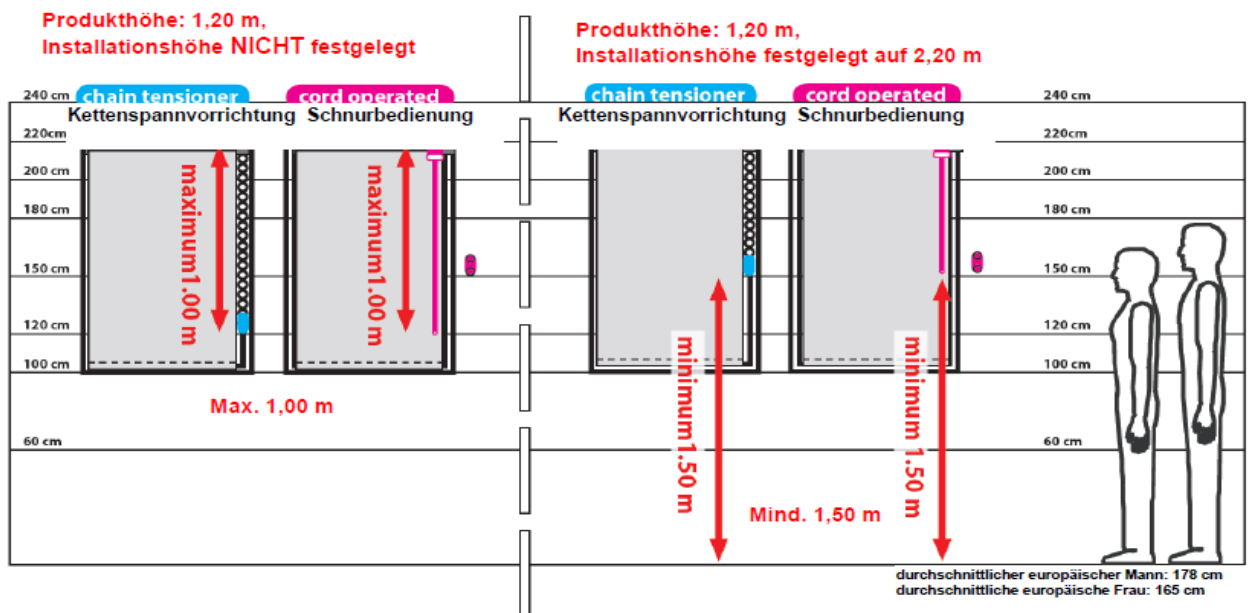 Produkthöhe: 1,20 m,
Installationshöhe NICHT festgelegt
Produkthöhe: 1,20 m,
Installationshöhe festgelegt auf 2,20 m
240 cm
chain tensioner
cord operated
Kettenspannvorrichtung
Schnurbedienung
220cm
200 cm
180 cm
150 cm
120 cm
100 cm
60 cm
maximum1.00 m
maximum1.00 m
Max. 1,00 m
chain tensioner
cord operated
240 cm
Kettenspannvorrichtung
Schnurbedienung
220cm
200 cm
180 cm
150 cm
120 cm
100 cm
60 cm
minimum1.50 m
minimum 1.50 m
Mind. 1,50 m
durchschnittlicher europäischer Mann: 178 cm
durchschnittliche europäische Frau: 165 cm